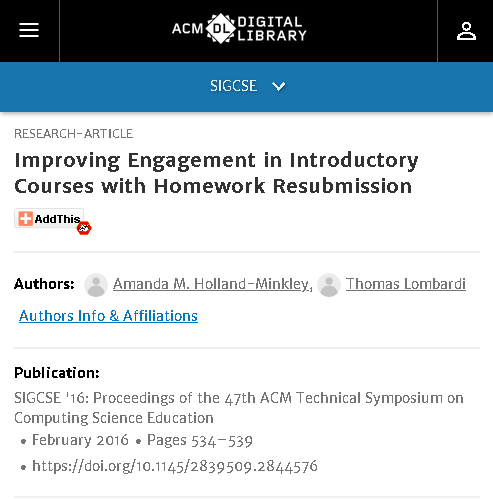 ACM DL DIGITAL
LIBRARY
SIGCSE
RESEARCH-ARTICLE
Improving Engagement in Introductory
Courses with Homework Resubmission
AddThis
Authors: Amanda M. Holland-Minkley, Thomas Lombardi
Authors Info & Affiliations
Publication:
SIGCSE '16: Proceedings of the 47th ACM Technical Symposium on
Computing Science Education
• February 2016 • Pages 534–539
• https://doi.org/10.1145/2839509.2844576